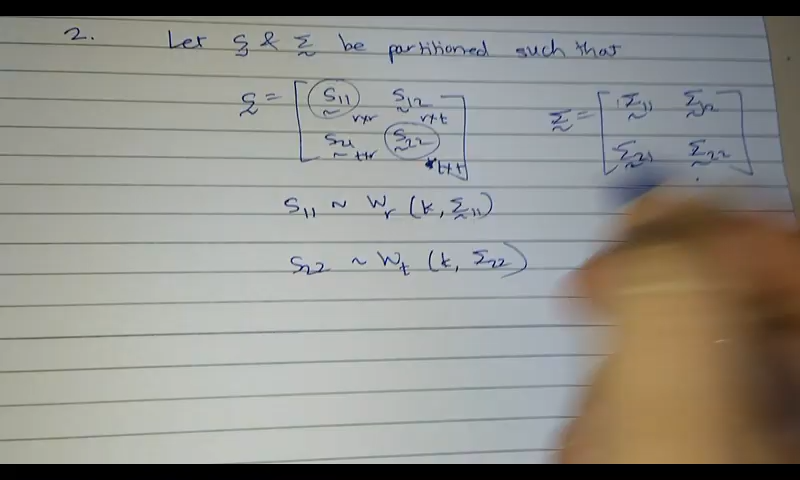 2. Let S & Σ be partitioned such that
S = [ S11 r×r S12 r×t Σ = [ Σ11 Σ12
S21 t×r S22 t×t ] Σ21 Σ22 ]
S11 ~ Wr (k, Σ11)
S22 ~ Wt (k, Σ22)